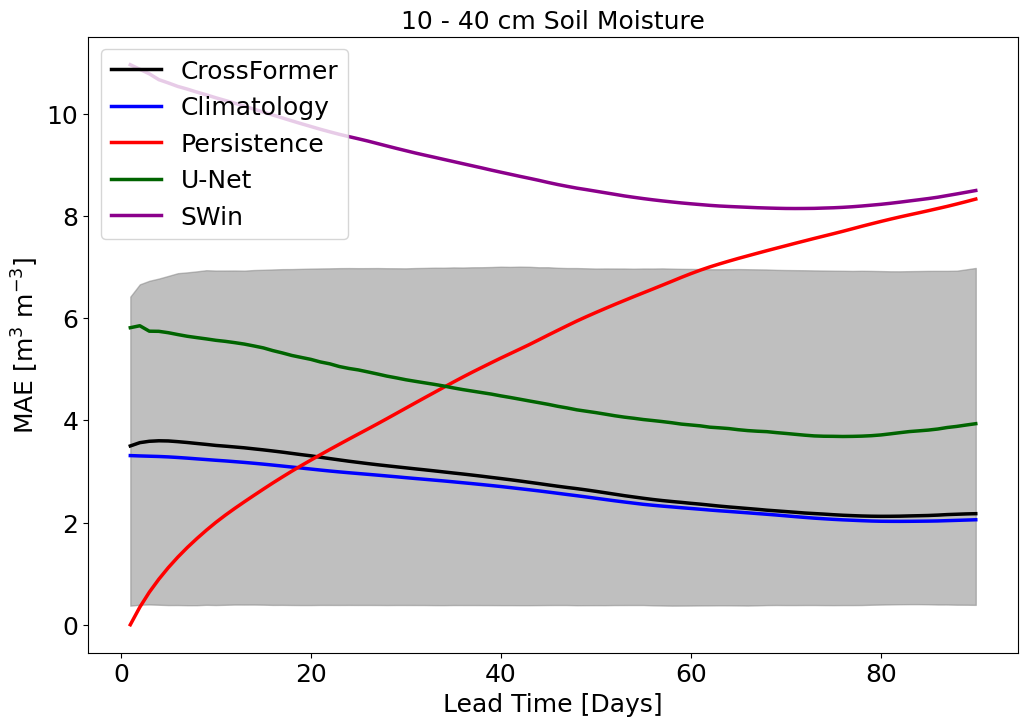 10 - 40 cm Soil Moisture
CrossFormer
Climatology
Persistence
U-Net
SWin
MAE [m³ m⁻³]
10
8
6
4
2
0
0 20 40 60 80
Lead Time [Days]